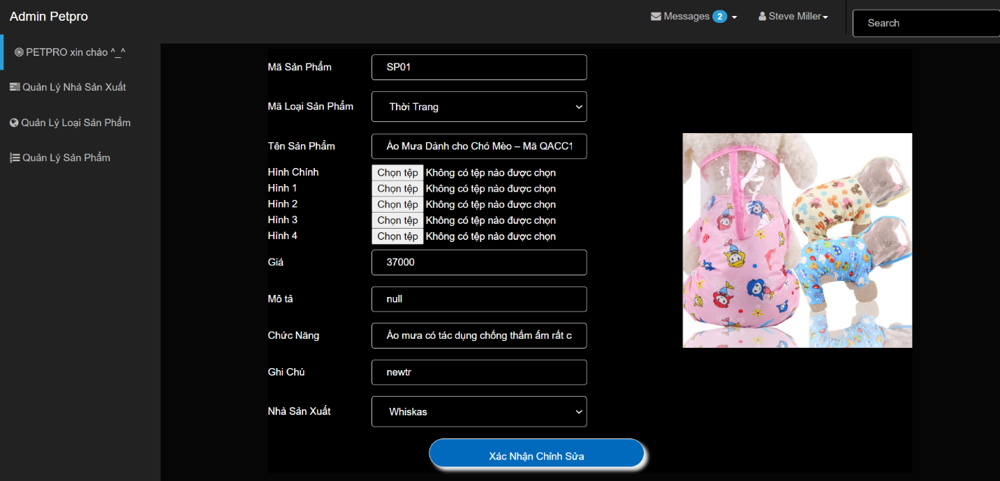 Admin Petpro
Messages 2
Steve Miller
Search
PETPRO xin chào ^_^
Quản Lý Nhà Sản Xuất
Quản Lý Loại Sản Phẩm
Quản Lý Sản Phẩm
Mã Sản Phẩm SP01
Mã Loại Sản Phẩm Thời Trang
Tên Sản Phẩm Áo Mưa Dành cho Chó Mèo – Mã QACC1
Hình Chính Chọn tệp Không có tệp nào được chọn
Hình 1 Chọn tệp Không có tệp nào được chọn
Hình 2 Chọn tệp Không có tệp nào được chọn
Hình 3 Chọn tệp Không có tệp nào được chọn
Hình 4 Chọn tệp Không có tệp nào được chọn
Giá 37000
Mô tả null
Chức Năng Áo mưa có tác dụng chống thấm ẩm rất c
Ghi Chú newtr
Nhà Sản Xuất Whiskas
Xác Nhận Chỉnh Sửa